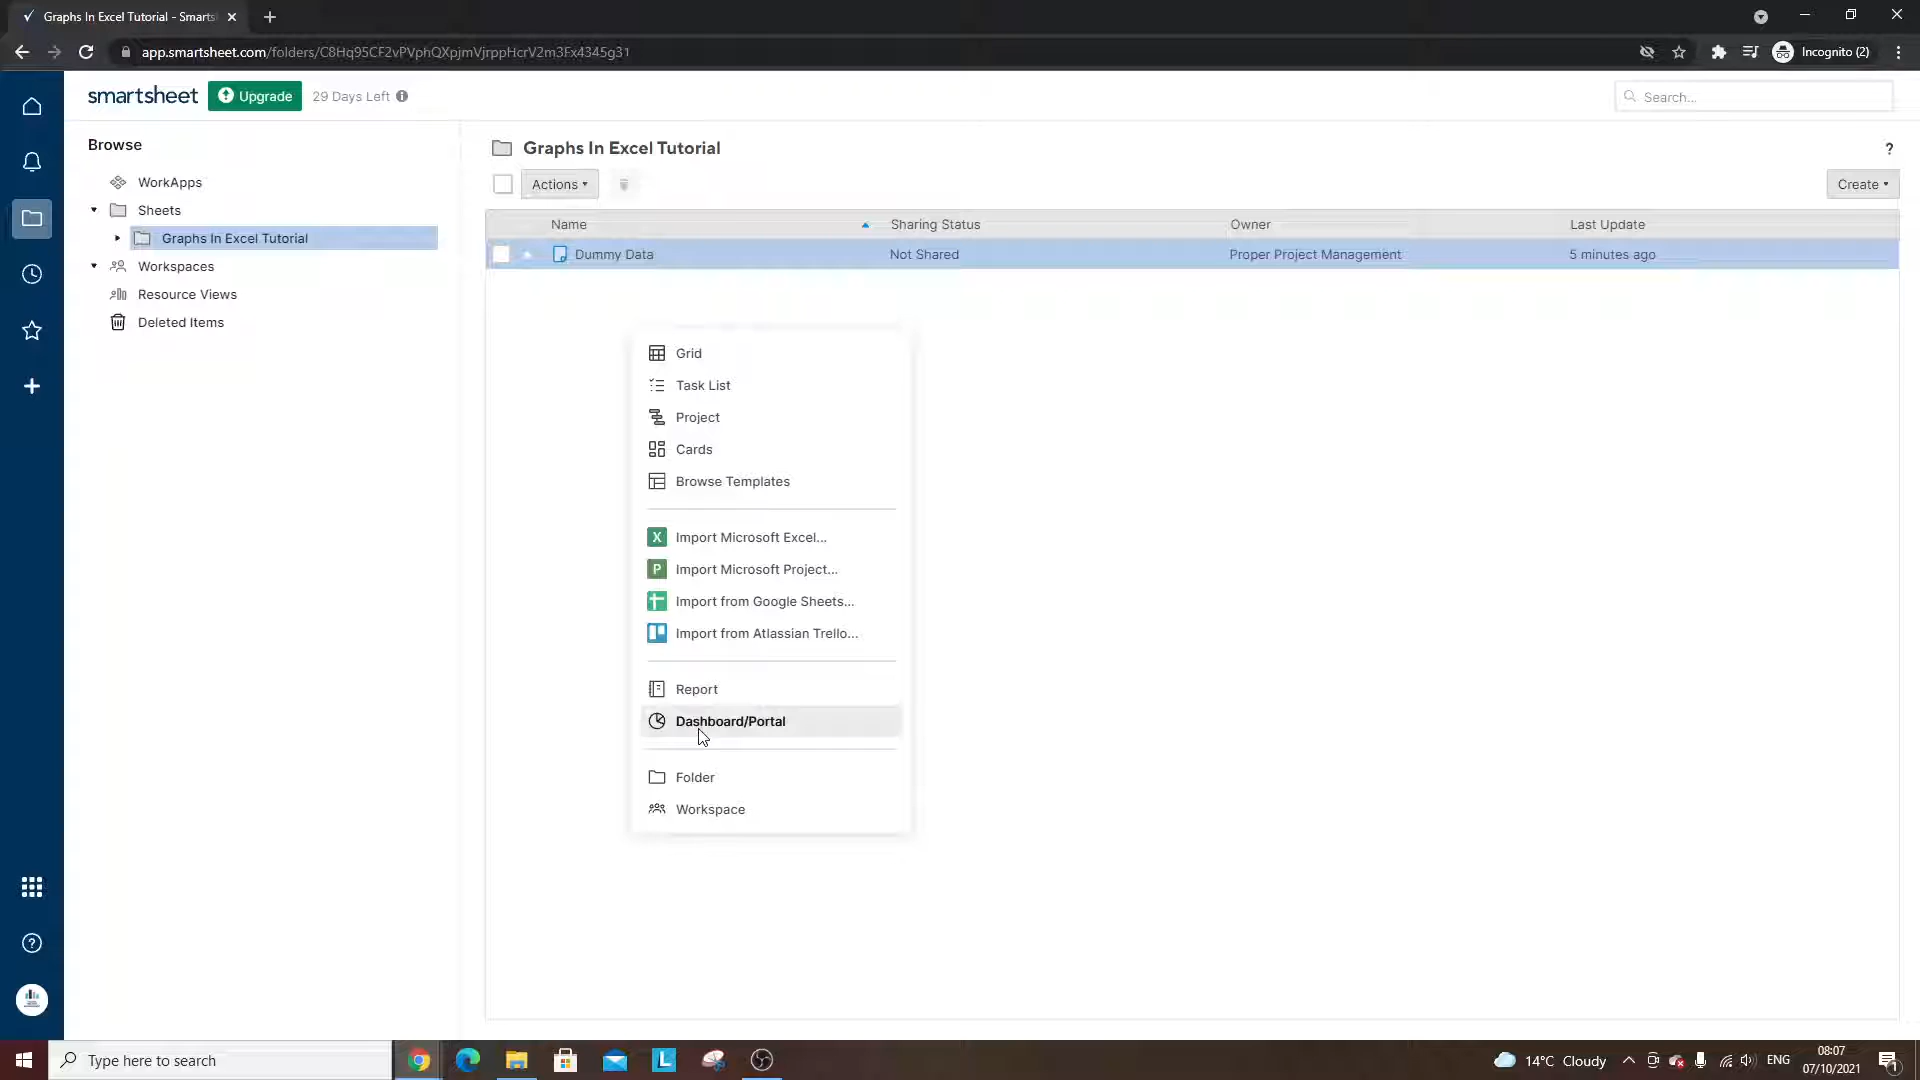 Graphs In Excel Tutorial - Smarts
app.smartsheet.com/folders/C8Hq95CF2vPVphQXpjmVjrppHcrV2m3Fx4345g31
Incognito (2)
smartsheet
Upgrade
29 Days Left
Search...
Browse
WorkApps
Sheets
Graphs In Excel Tutorial
Workspaces
Resource Views
Deleted Items
Graphs In Excel Tutorial
?
Actions
Create
Name Sharing Status Owner Last Update
Dummy Data Not Shared Proper Project Management 5 minutes ago
Grid
Task List
Project
Cards
Browse Templates
Import Microsoft Excel...
Import Microsoft Project...
Import from Google Sheets...
Import from Atlassian Trello...
Report
Dashboard/Portal
Folder
Workspace
Type here to search
14°C Cloudy
ENG
08:07
07/10/2021